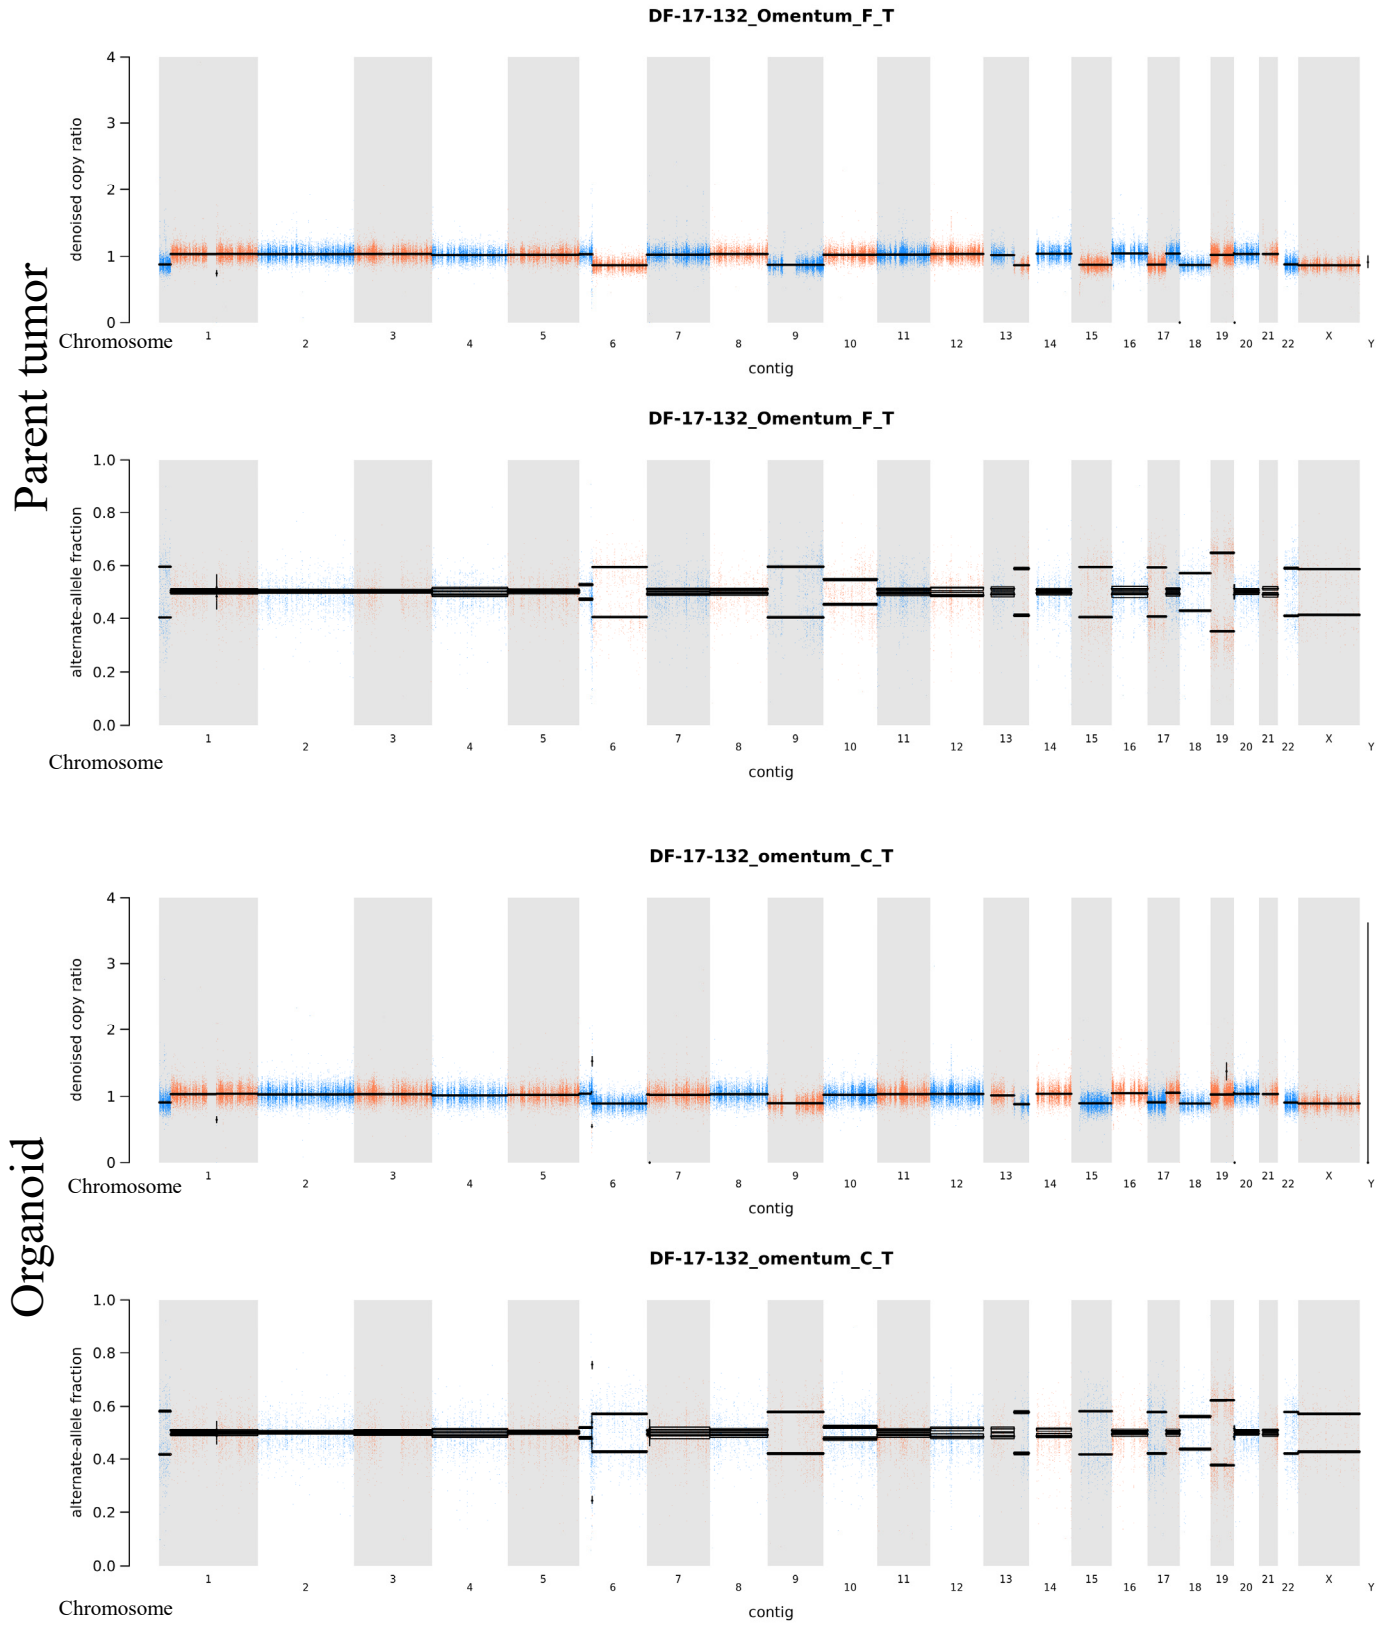 Parent tumor
DF-17-132_Omentum_F_T
denoised copy ratio
4
3
2
1
0
Chromosome
1 2 3 4 5 6 7 8 9 10 11 12 13 14 15 16 17 18 19 20 21 22 X Y
contig
DF-17-132_Omentum_F_T
alternate-allele fraction
1.0
0.8
0.6
0.4
0.2
0.0
1 2 3 4 5 6 7 8 9 10 11 12 13 14 15 16 17 18 19 20 21 22 X Y
Chromosome
contig
Organoid
DF-17-132_omentum_C_T
denoised copy ratio
4
3
2
1
0
Chromosome
1 2 3 4 5 6 7 8 9 10 11 12 13 14 15 16 17 18 19 20 21 22 X Y
contig
DF-17-132_omentum_C_T
alternate-allele fraction
1.0
0.8
0.6
0.4
0.2
0.0
1 2 3 4 5 6 7 8 9 10 11 12 13 14 15 16 17 18 19 20 21 22 X Y
Chromosome
contig